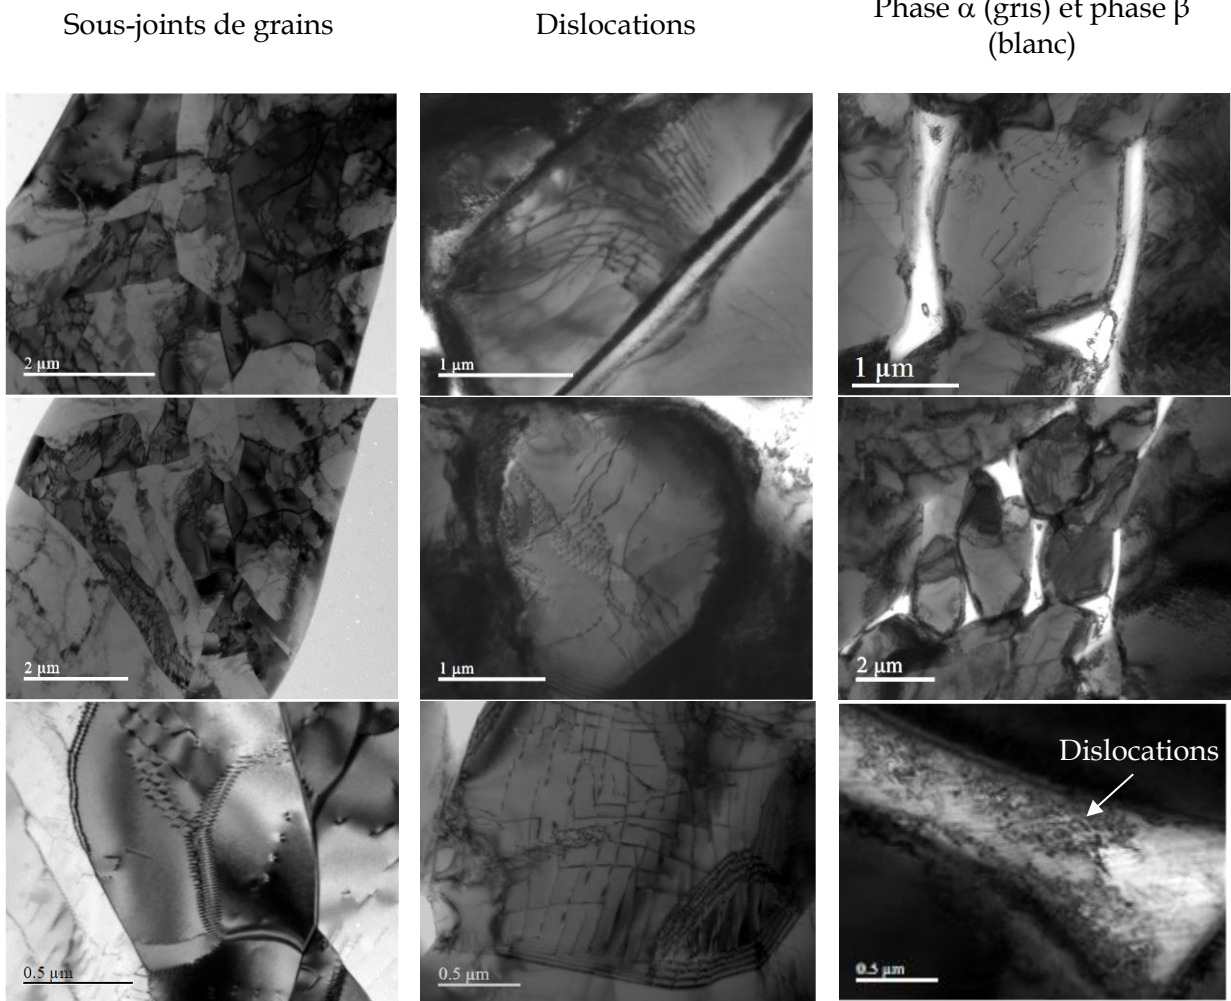 Sous-joints de grains
Dislocations
Phase α (gris) et phase β
(blanc)
2 µm
1 µm
1 µm
2 µm
1 µm
2 µm
Dislocations
0.5 µm
0.5 µm
0.5 µm